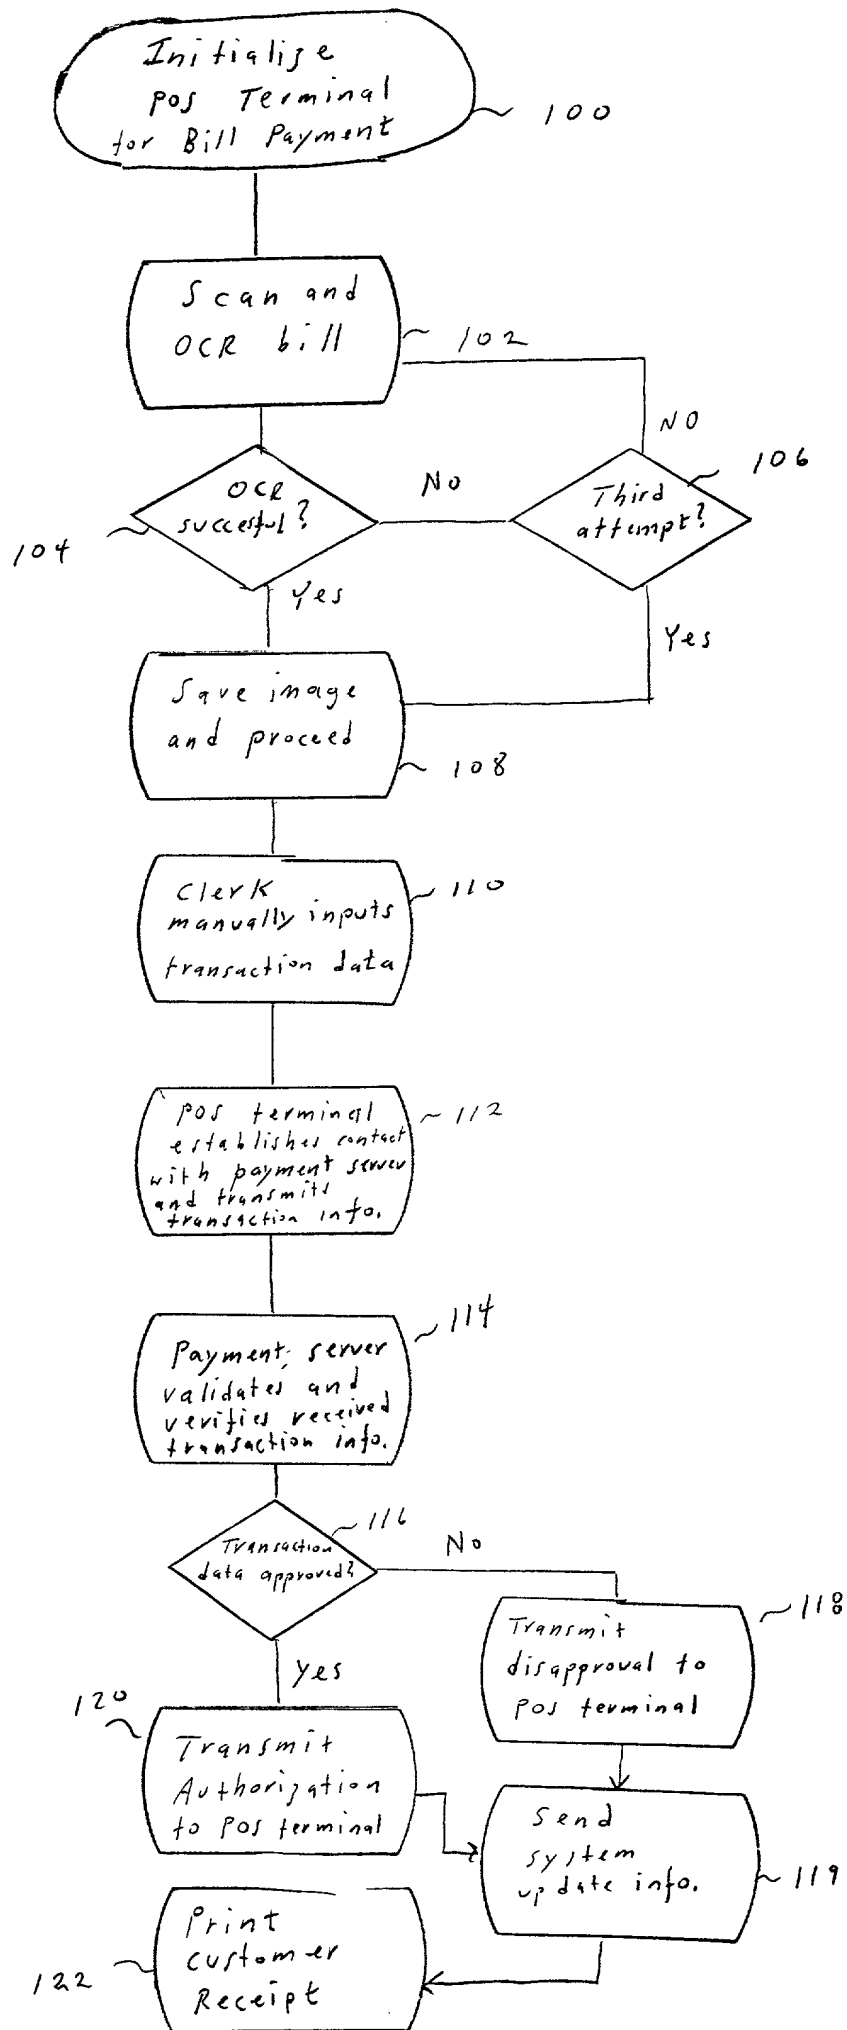 Initialize
POS Terminal
for Bill Payment
100
Scan and
OCR bill
102
NO
106
OCR
succesful?
No
Third
attempt?
104
Yes
Yes
Save image
and proceed
108
Clerk
manually inputs
transaction data
110
POS terminal
establishes contact
with payment server
and transmits
transaction info.
112
114
Payment server
validates and
verifies received
transaction info.
116
Transaction
data approved?
No
118
Transmit
disapproval to
POS terminal
Yes
120
Transmit
Authorization
to POS terminal
Send
system
update info.
119
Print
Customer
Receipt
122